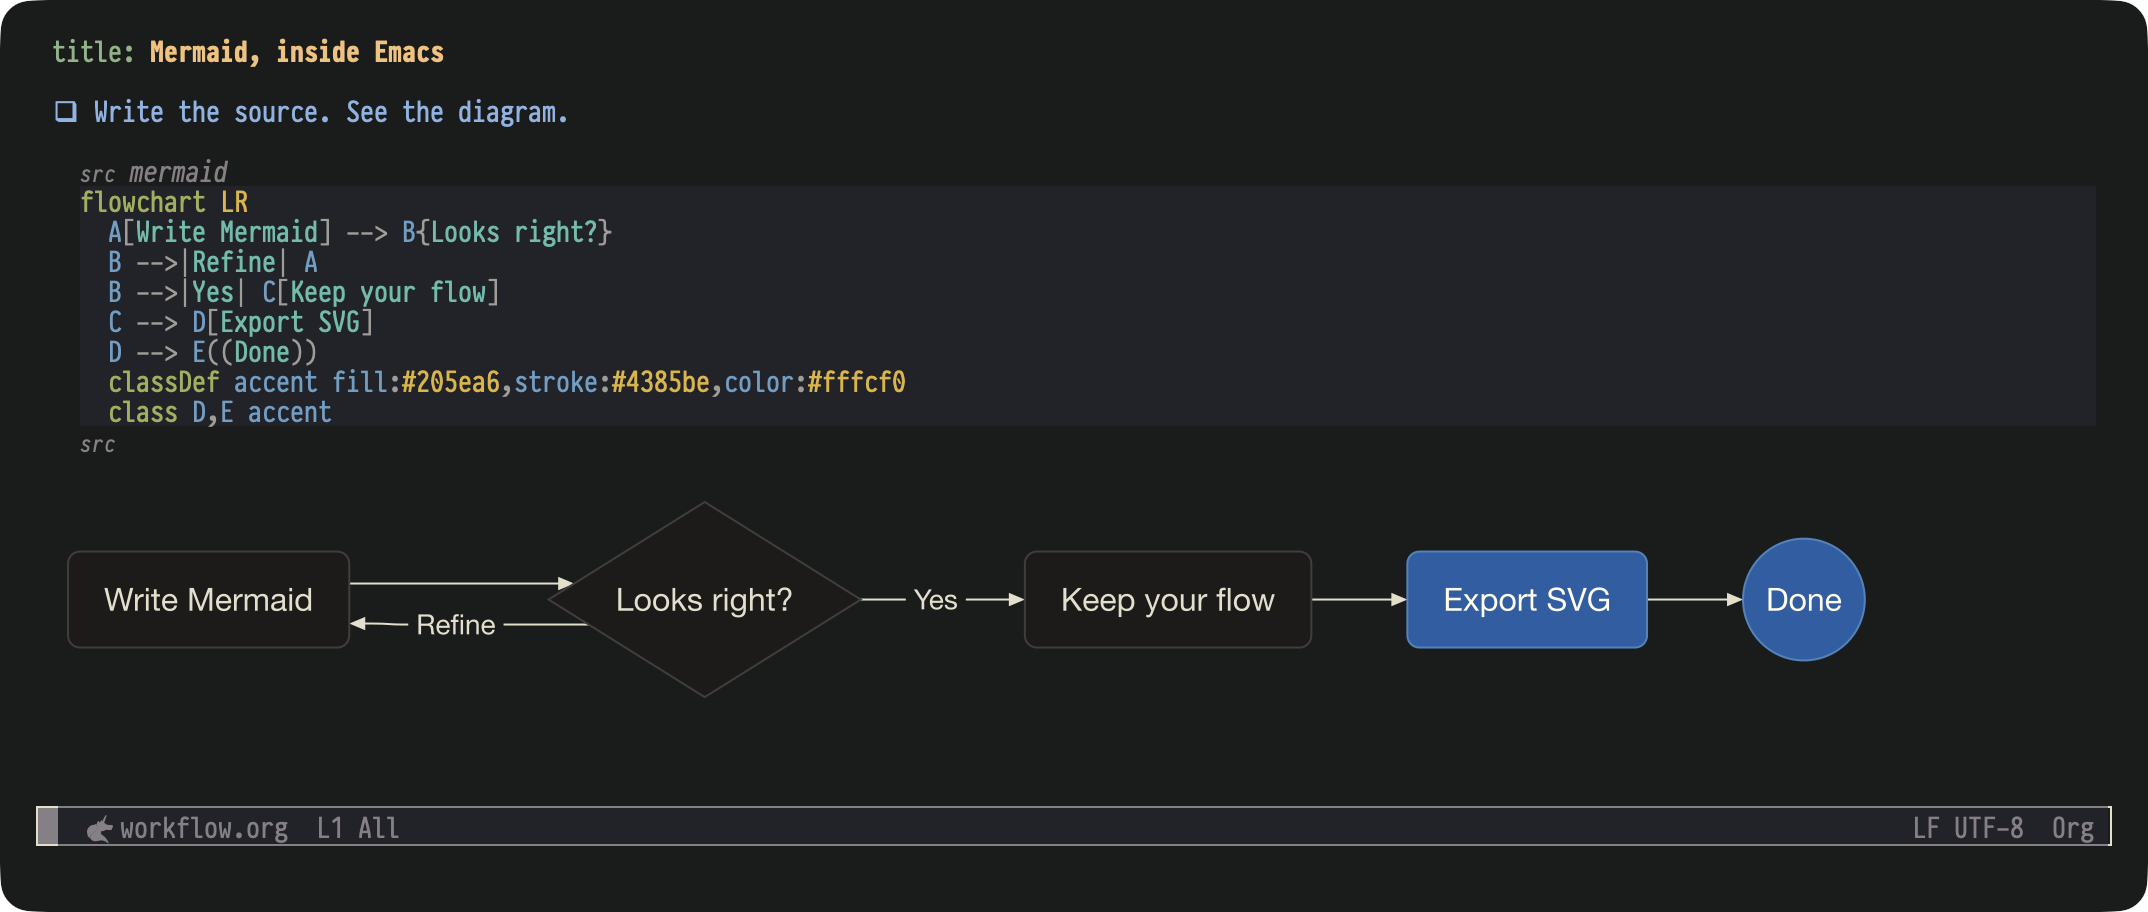 title: Mermaid, inside Emacs
❏ Write the source. See the diagram.
src mermaid
flowchart LR
  A[Write Mermaid] --> B{Looks right?}
  B -->|Refine| A
  B -->|Yes| C[Keep your flow]
  C --> D[Export SVG]
  D --> E((Done))
  classDef accent fill:#205ea6,stroke:#4385be,color:#fffcf0
  class D,E accent
src
Write Mermaid
Refine
Looks right?
Yes
Keep your flow
Export SVG
Done
workflow.org L1 All LF UTF-8 Org